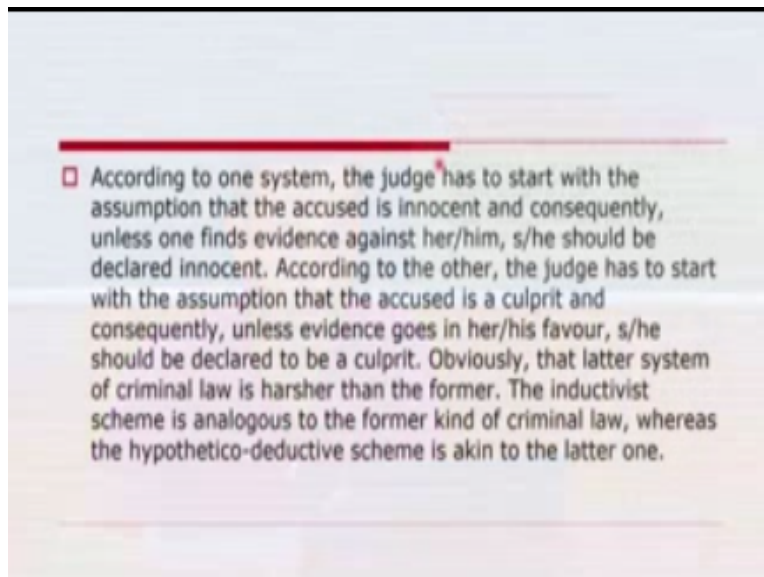 According to one system, the judge has to start with the
assumption that the accused is innocent and consequently,
unless one finds evidence against her/him, s/he should be
declared innocent. According to the other, the judge has to start
with the assumption that the accused is a culprit and
consequently, unless evidence goes in her/his favour, s/he
should be declared to be a culprit. Obviously, that latter system
of criminal law is harsher than the former. The inductivist
scheme is analogous to the former kind of criminal law, whereas
the hypothetico-deductive scheme is akin to the latter one.